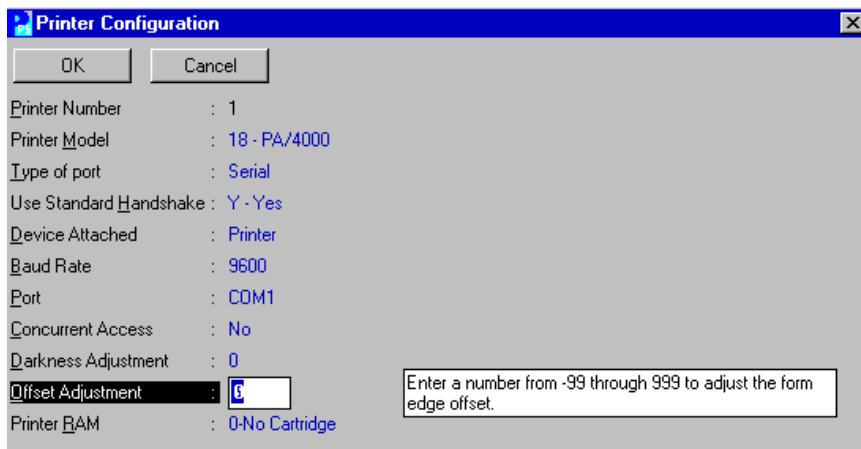 Printer Configuration
OK Cancel
Printer Number : 1
Printer Model : 18 - PA/4000
Type of port : Serial
Use Standard Handshake : Y - Yes
Device Attached : Printer
Baud Rate : 9600
Port : COM1
Concurrent Access : No
Darkness Adjustment : 0
Offset Adjustment : 0
Enter a number from -99 through 999 to adjust the form
edge offset.
Printer RAM : 0-No Cartridge